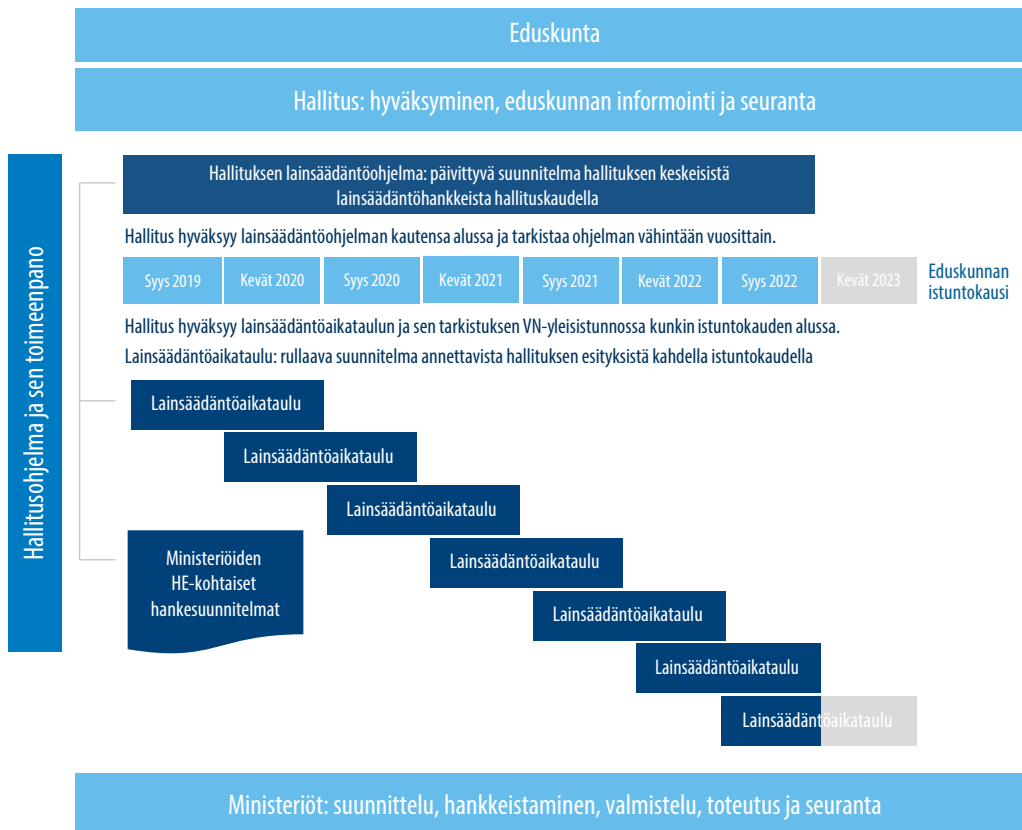 Eduskunta
Hallitus: hyväksyminen, eduskunnan informointi ja seuranta
Hallitusohjelma ja sen toimeenpano
Hallituksen lainsäädäntöohjelma: päivittyvä suunnitelma hallituksen keskeisistä
lainsäädäntöhankkeista hallituskaudella
Hallitus hyväksyy lainsäädäntöohjelman kautensa alussa ja tarkistaa ohjelman vähintään vuosittain.
Syys 2019
Kevät 2020
Syys 2020
Kevät 2021
Syys 2021
Kevät 2022
Syys 2022
Kevät 2023
Eduskunnan
istuntokausi
Hallitus hyväksyy lainsäädäntöaikataulun ja sen tarkistuksen VN-yleisistunnossa kunkin istuntokauden alussa.
Lainsäädäntöaikataulu: rullaava suunnitelma annettavista hallituksen esityksistä kahdella istuntokaudella
Lainsäädäntöaikataulu
Lainsäädäntöaikataulu
Lainsäädäntöaikataulu
Lainsäädäntöaikataulu
Ministeriöiden
HE-kohtaiset
hankesuunnitelmat
Lainsäädäntöaikataulu
Lainsäädäntöaikataulu
Lainsäädäntöaikataulu
Ministeriöt: suunnittelu, hankkeistaminen, valmistelu, toteutus ja seuranta